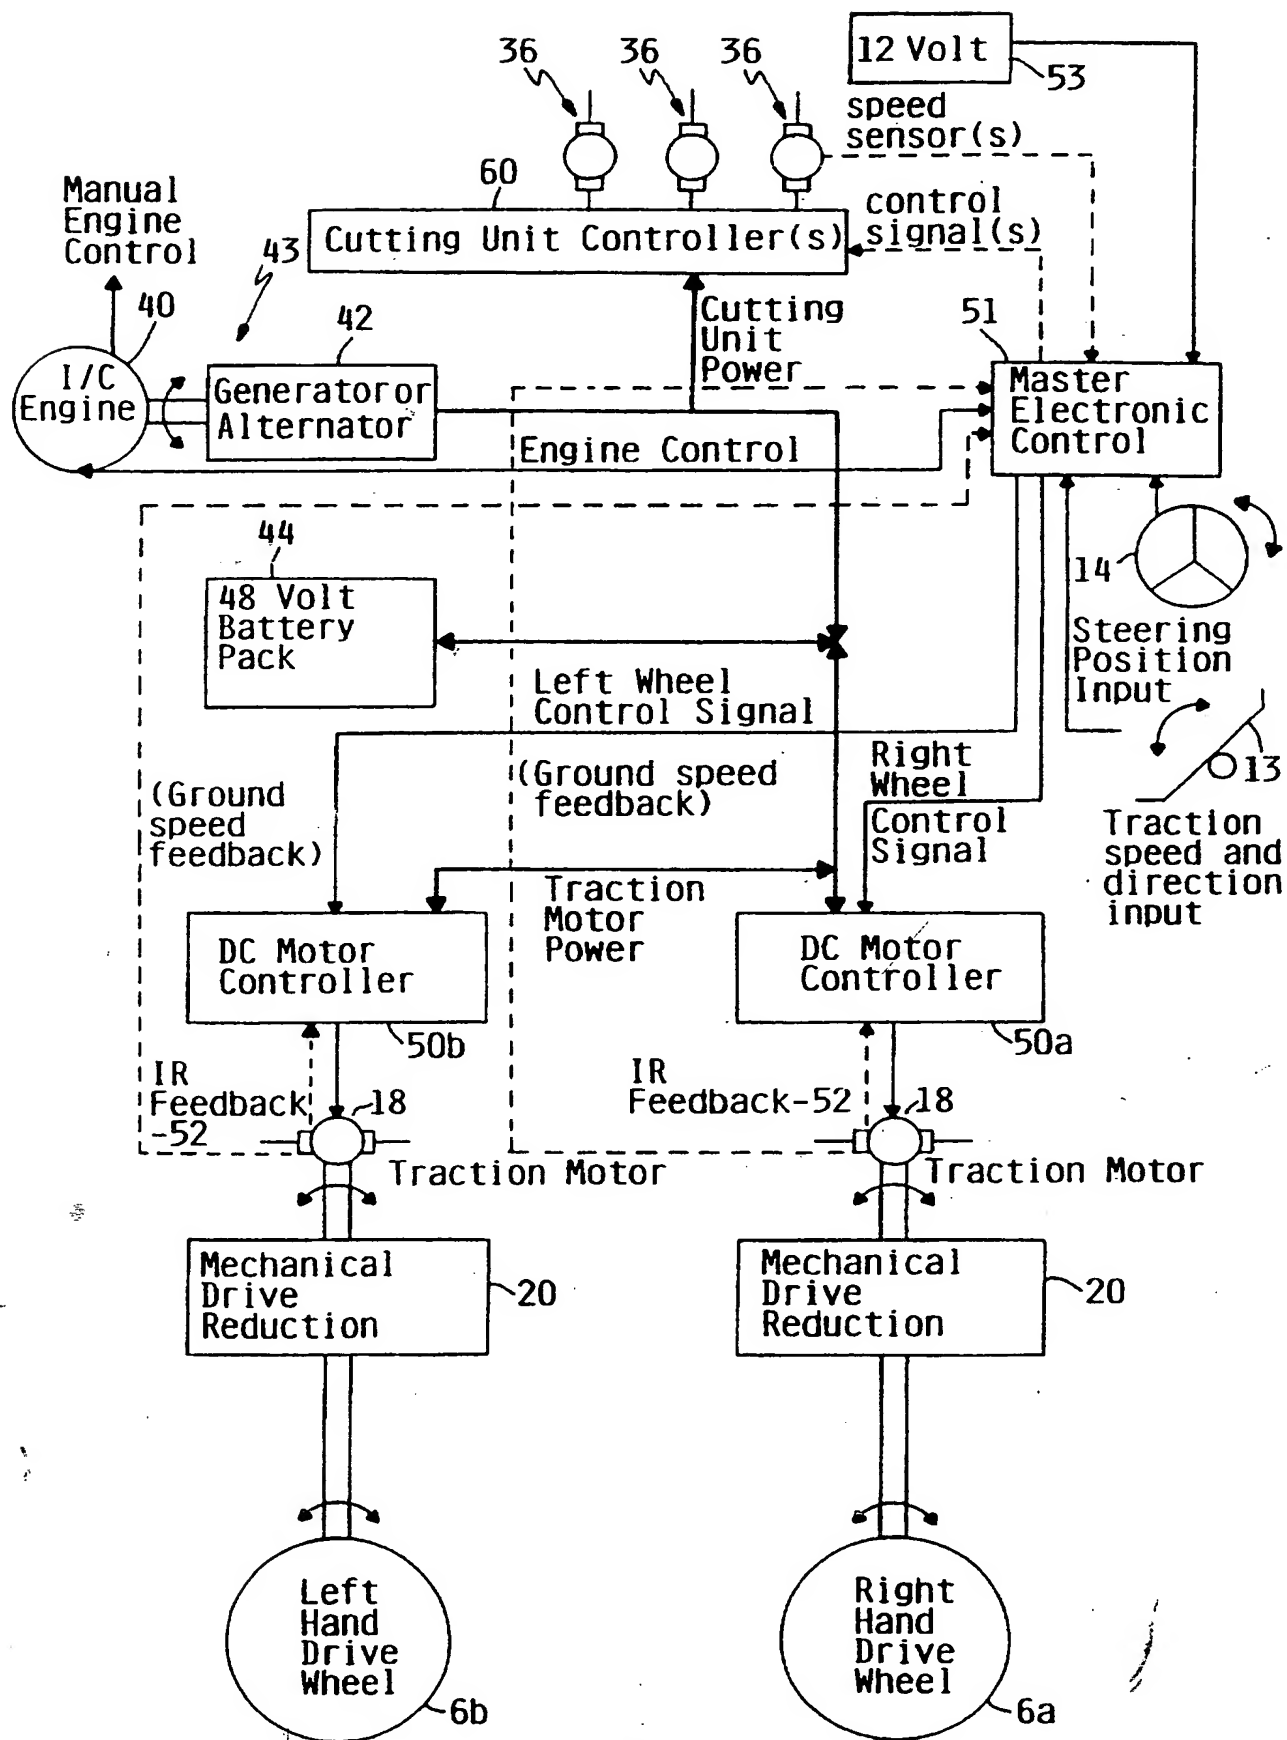 36
36
36
12 Volt
53
speed
sensor(s)
60
Manual
Engine
Control
43
Cutting Unit Controller(s)
control
signal(s)
40
42
Cutting
Unit
Power
51
I/C
Engine
Generatoror
Alternator
Master
Electronic
Control
Engine Control
44
48 Volt
Battery
Pack
14
Steering
Position
Input
Left Wheel
Control Signal
Right
Wheel
Control
Signal
13
(Ground
speed
feedback)
(Ground speed
feedback)
Traction
speed and
direction
input
Traction
Motor
Power
DC Motor
Controller
DC Motor
Controller
50b
50a
IR
Feedback
-52
18
IR
Feedback-52
18
Traction Motor
Traction Motor
Mechanical
Drive
Reduction
20
Mechanical
Drive
Reduction
20
Left
Hand
Drive
Wheel
6b
Right
Hand
Drive
Wheel
6a